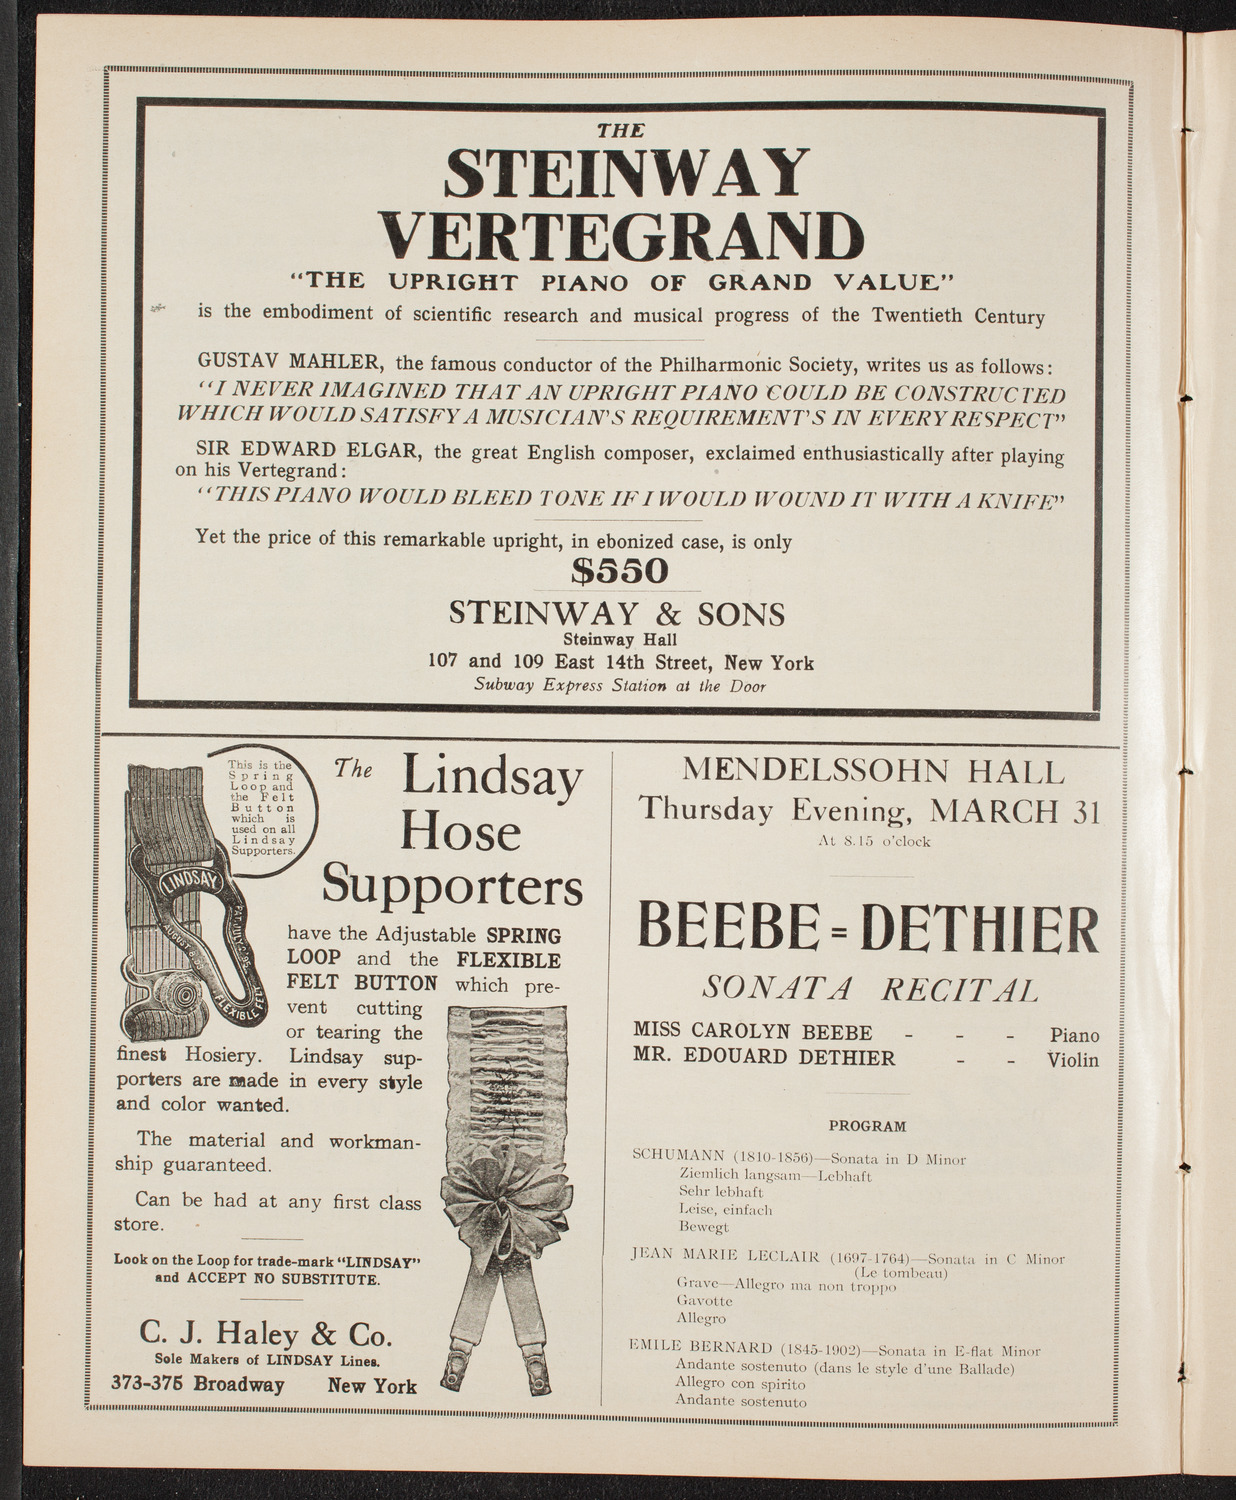 THE
STEINWAY
VERTEGRAND
“THE UPRIGHT PIANO OF GRAND VALUE”
is the embodiment of scientific research and musical progress of the Twentieth Century
GUSTAV MAHLER, the famous conductor of the Philharmonic Society, writes us as follows:
“I NEVER IMAGINED THAT AN UPRIGHT PIANO COULD BE CONSTRUCTED
WHICH WOULD SATISFY A MUSICIAN'S REQUIREMENT'S IN EVERY RESPECT”
SIR EDWARD ELGAR, the great English composer, exclaimed enthusiastically after playing
on his Vertegrand:
“THIS PIANO WOULD BLEED TONE IF I WOULD WOUND IT WITH A KNIFE”
Yet the price of this remarkable upright, in ebonized case, is only
$550
STEINWAY & SONS
Steinway Hall
107 and 109 East 14th Street, New York
Subway Express Station at the Door
This is the
Spring
Loop and
the Felt
Button
which is
used on all
Lindsay
Supporters.
LINDSAY
FLEXIBLE FELT
The Lindsay
Hose
Supporters
have the Adjustable SPRING
LOOP and the FLEXIBLE
FELT BUTTON which pre-
vent cutting
or tearing the
finest Hosiery. Lindsay sup-
porters are made in every style
and color wanted.
The material and workman-
ship guaranteed.
Can be had at any first class
store.
Look on the Loop for trade-mark “LINDSAY”
and ACCEPT NO SUBSTITUTE.
C. J. Haley & Co.
Sole Makers of LINDSAY Lines.
373-375 Broadway New York
MENDELSSOHN HALL
Thursday Evening, MARCH 31
At 8.15 o'clock
BEEBE = DETHIER
SONATA RECITAL
MISS CAROLYN BEEBE - - - Piano
MR. EDOUARD DETHIER - - Violin
PROGRAM
SCHUMANN (1810-1856)—Sonata in D Minor
Ziemlich langsam—Lebhaft
Sehr lebhaft
Leise, einfach
Bewegt
JEAN MARIE LECLAIR (1697-1764)—Sonata in C Minor
(Le tombeau)
Grave—Allegro ma non troppo
Gavotte
Allegro
EMILE BERNARD (1845-1902)—Sonata in E-flat Minor
Andante sostenuto (dans le style d'une Ballade)
Allegro con spirito
Andante sostenuto